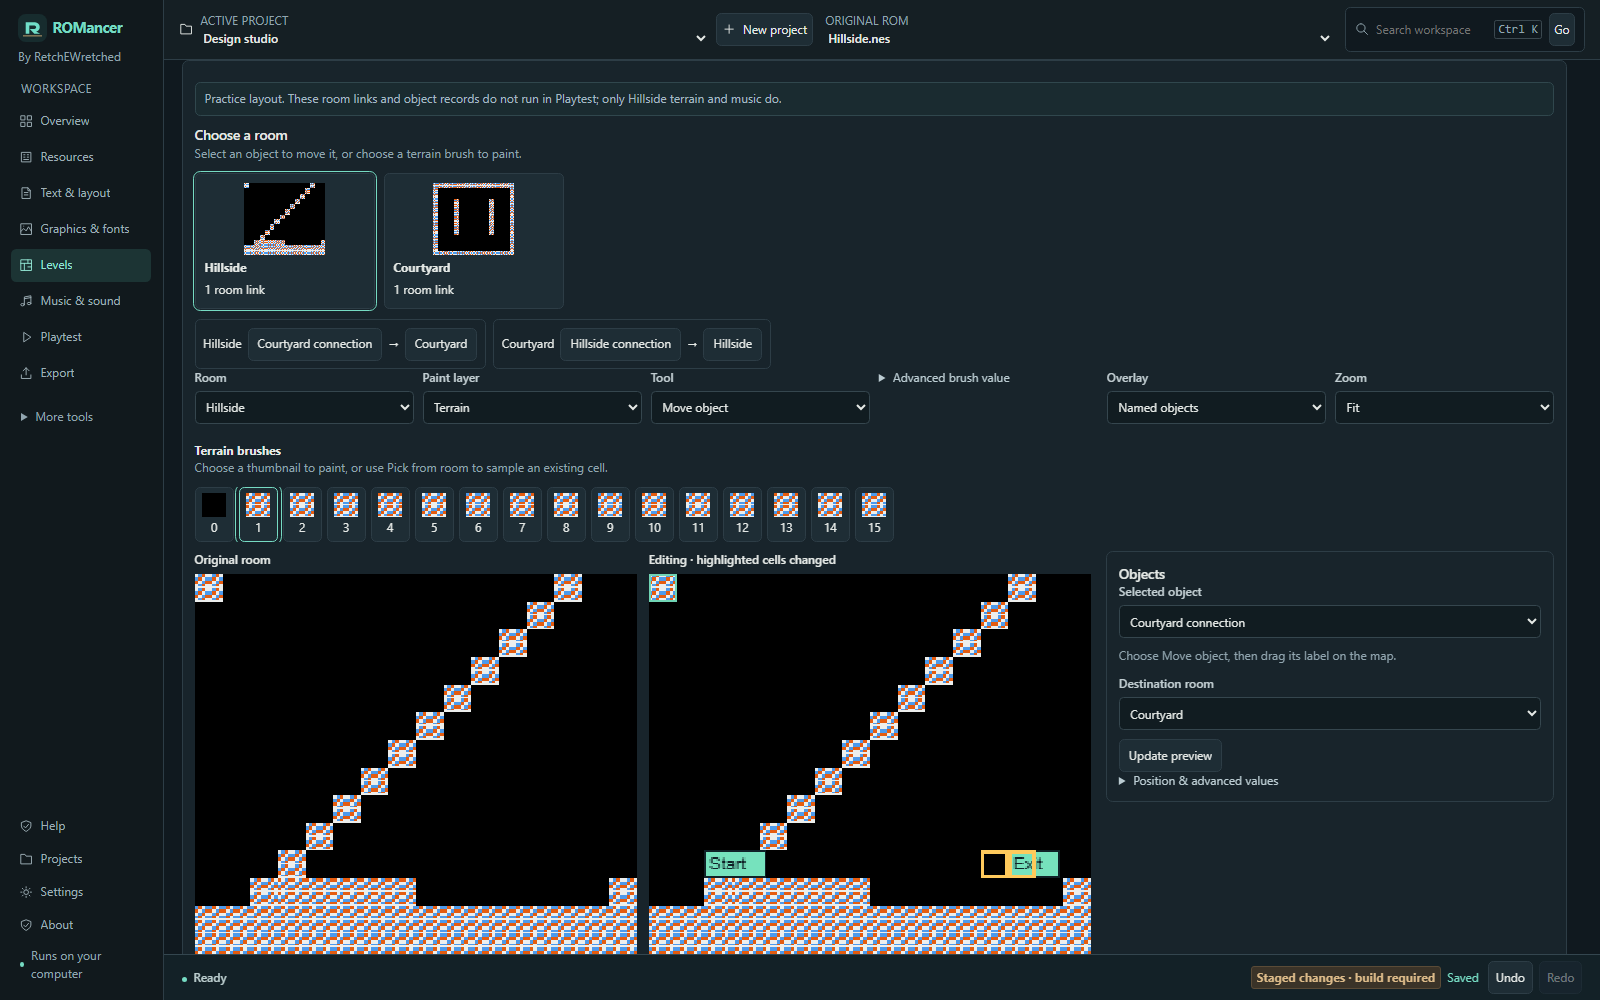 ROMancer
By RetchEWretched
WORKSPACE
Overview
Resources
Text & layout
Graphics & fonts
Levels
Music & sound
Playtest
Export
More tools
Help
Projects
Settings
About
Runs on your
computer
ACTIVE PROJECT
Design studio
New project
ORIGINAL ROM
Hillside.nes
Search workspace
Ctrl K
Go
Practice layout. These room links and object records do not run in Playtest; only Hillside terrain and music do.
Choose a room
Select an object to move it, or choose a terrain brush to paint.
Hillside
1 room link
Courtyard
1 room link
Hillside Courtyard connection → Courtyard
Courtyard Hillside connection → Hillside
Room
Hillside
Paint layer
Terrain
Tool
Move object
Advanced brush value
Overlay
Named objects
Zoom
Fit
Terrain brushes
Choose a thumbnail to paint, or use Pick from room to sample an existing cell.
0 1 2 3 4 5 6 7 8 9 10 11 12 13 14 15
Original room
Editing · highlighted cells changed
Start
Exit
Objects
Selected object
Courtyard connection
Choose Move object, then drag its label on the map.
Destination room
Courtyard
Update preview
Position & advanced values
Ready
Staged changes · build required
Saved
Undo
Redo